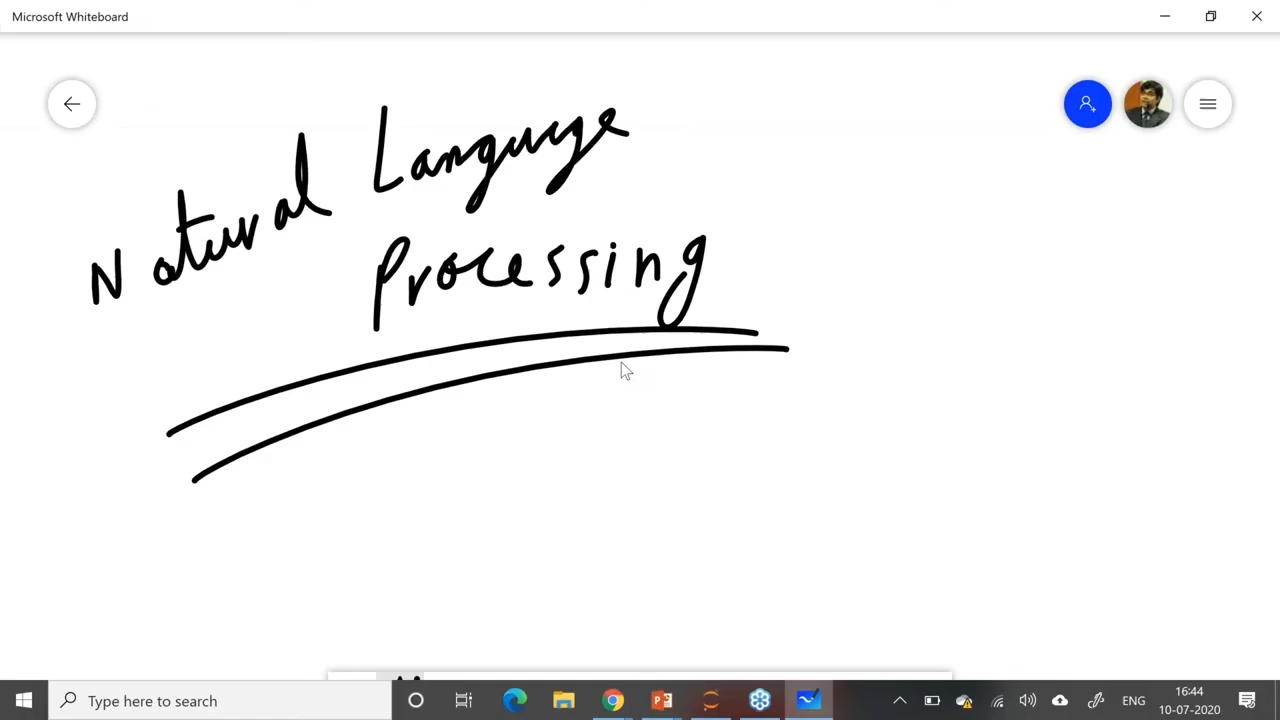 Microsoft Whiteboard
Natural Language
Processing
Type here to search
ENG
16:44
10-07-2020